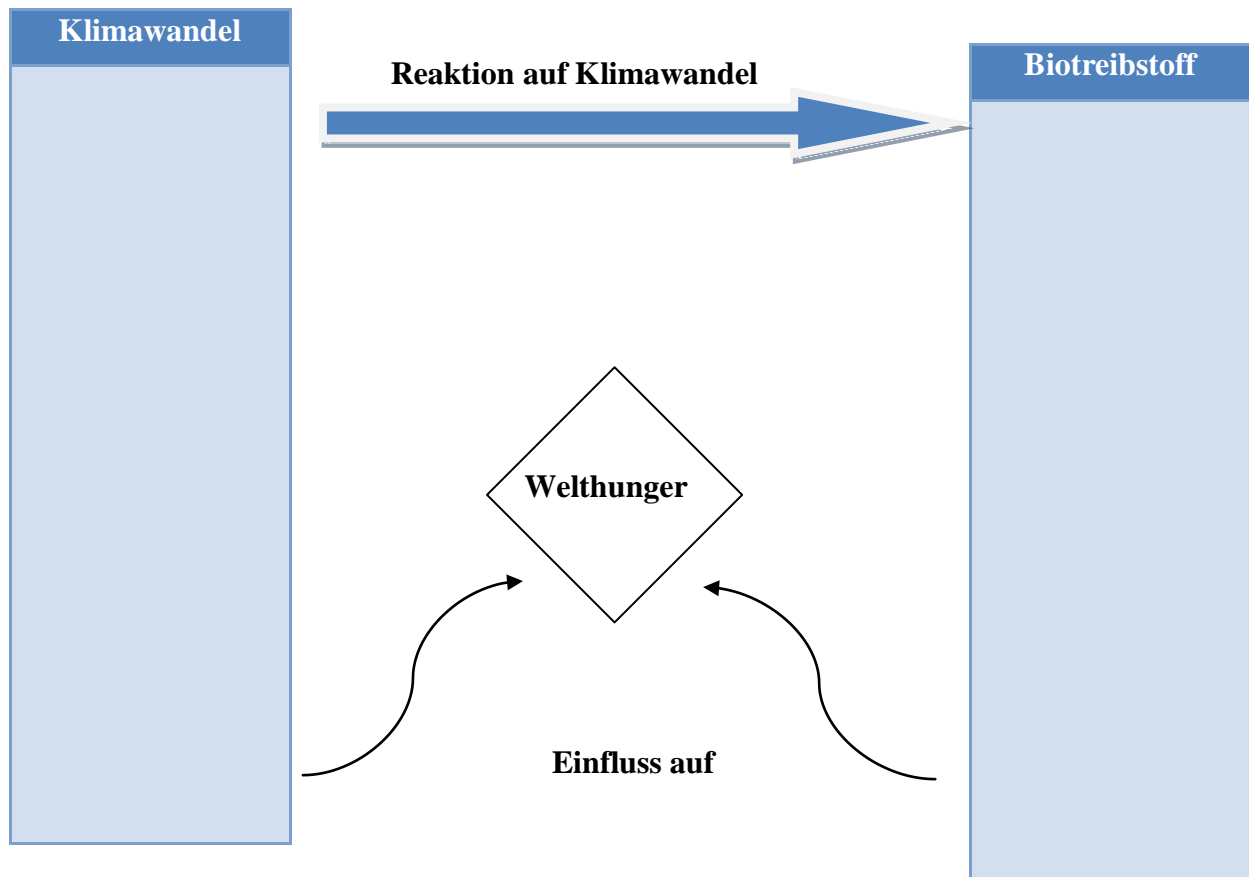 Klimawandel
Reaktion auf Klimawandel
Biotreibstoff
Welthunger
Einfluss auf